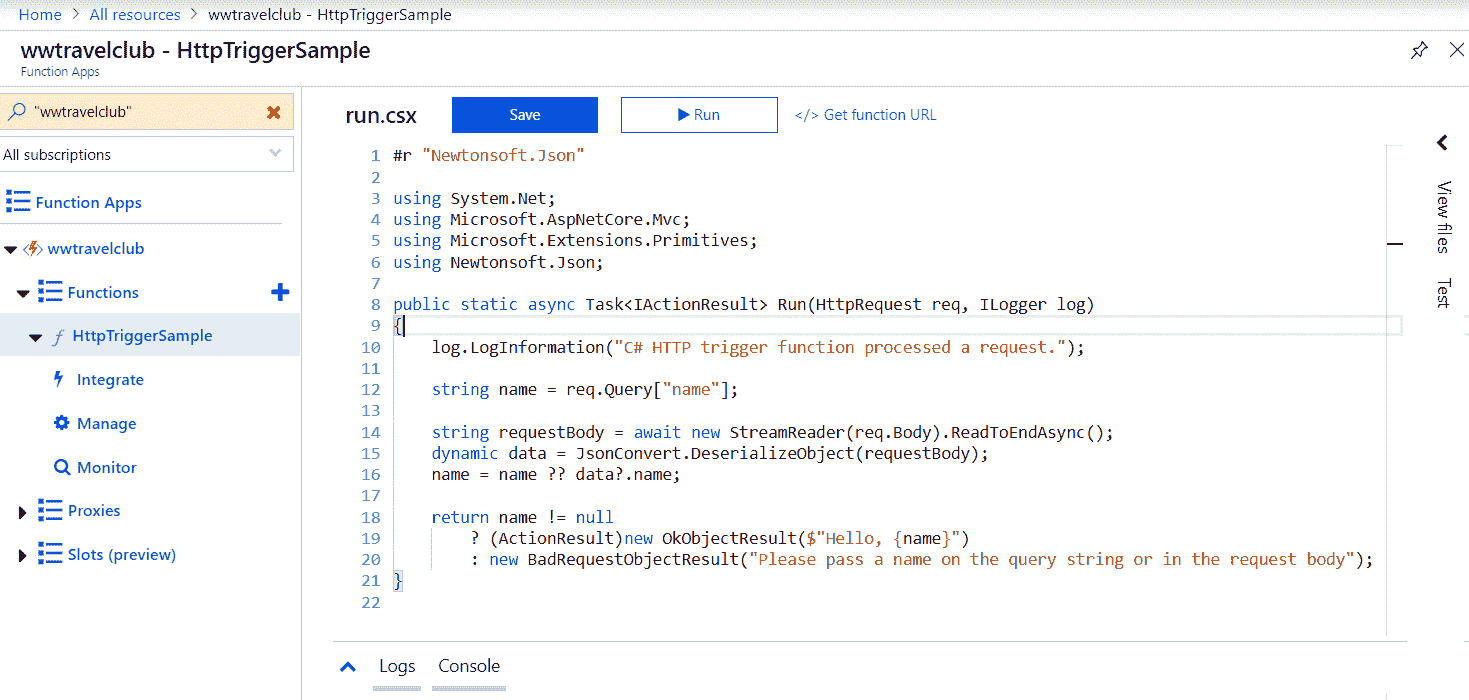 Home > All resources > wwtravelclub - HttpTriggerSample
wwtravelclub - HttpTriggerSample
Function Apps
"wwtravelclub"
All subscriptions
Function Apps
wwtravelclub
Functions
HttpTriggerSample
Integrate
Manage
Monitor
Proxies
Slots (preview)
run.csx
Save
Run
</> Get function URL
1 #r "Newtonsoft.Json"
2
3 using System.Net;
4 using Microsoft.AspNetCore.Mvc;
5 using Microsoft.Extensions.Primitives;
6 using Newtonsoft.Json;
7
8 public static async Task<IActionResult> Run(HttpRequest req, ILogger log)
9 {
10     log.LogInformation("C# HTTP trigger function processed a request.");
11
12     string name = req.Query["name"];
13
14     string requestBody = await new StreamReader(req.Body).ReadToEndAsync();
15     dynamic data = JsonConvert.DeserializeObject(requestBody);
16     name = name ?? data?.name;
17
18     return name != null
19         ? (ActionResult)new OkObjectResult($"Hello, {name}")
20         : new BadRequestObjectResult("Please pass a name on the query string or in the request body");
21 }
22
View files
Test
Logs
Console